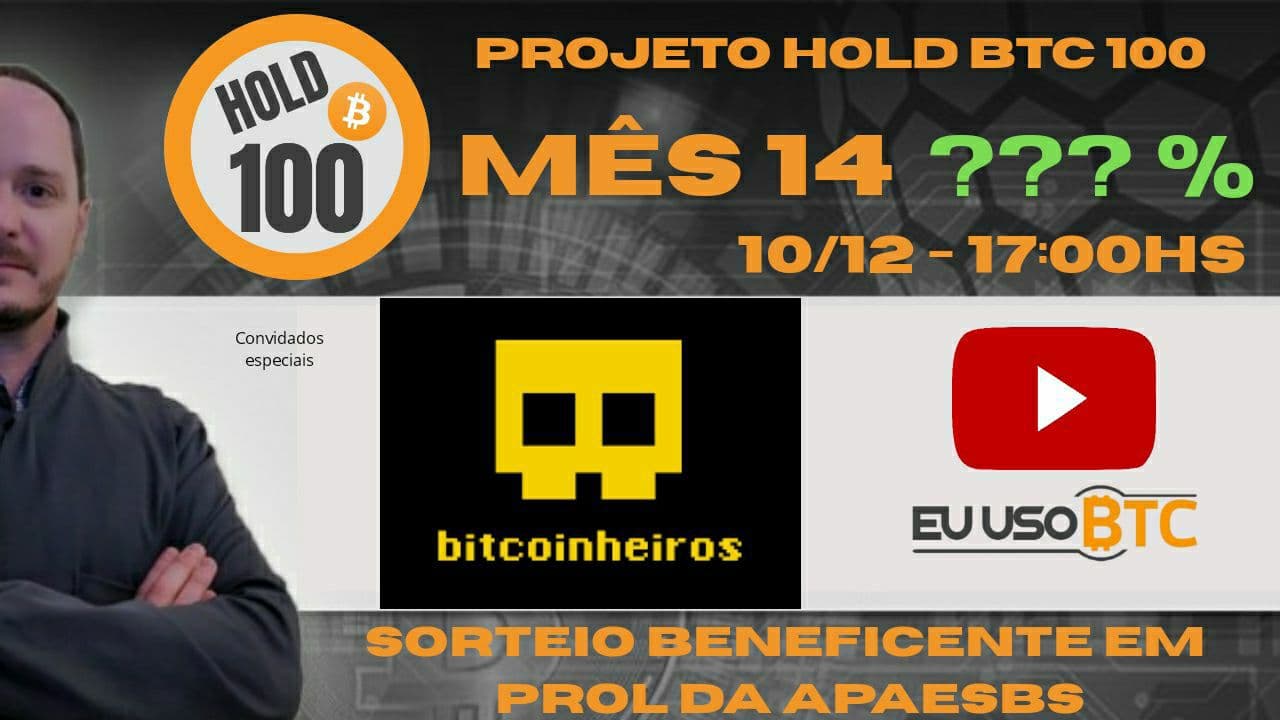 HOLD
100
PROJETO HOLD BTC 100
MÊS 14 ??? %
10/12 - 17:00HS
Convidados
especiais
bitcoinheiros
EU USO BTC
SORTEIO BENEFICENTE EM
PROL DA APAESBS